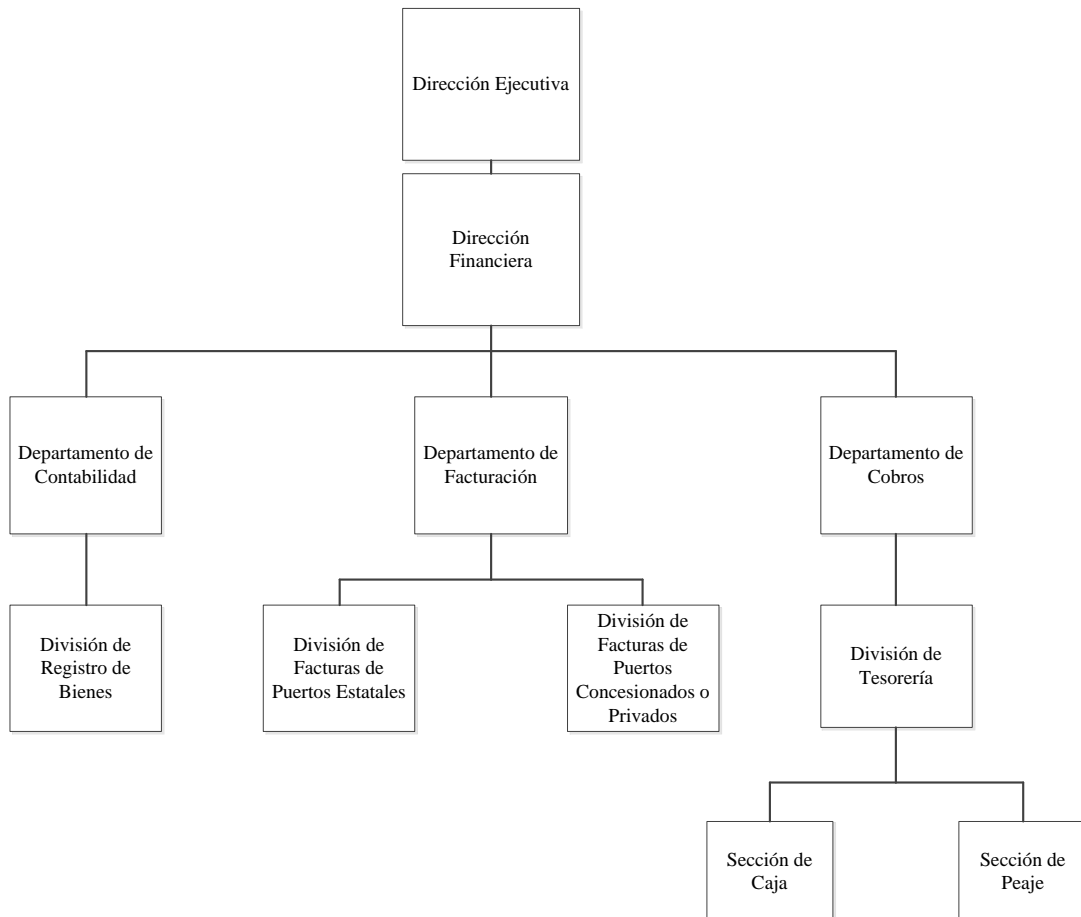 Dirección Ejecutiva
Dirección
Financiera
Departamento de
Contabilidad
Departamento de
Facturación
Departamento de
Cobros
División de
Registro de
Bienes
División de
Facturas de
Puertos Estatales
División de
Facturas de
Puertos
Concesionados o
Privados
División de
Tesorería
Sección de
Caja
Sección de
Peaje